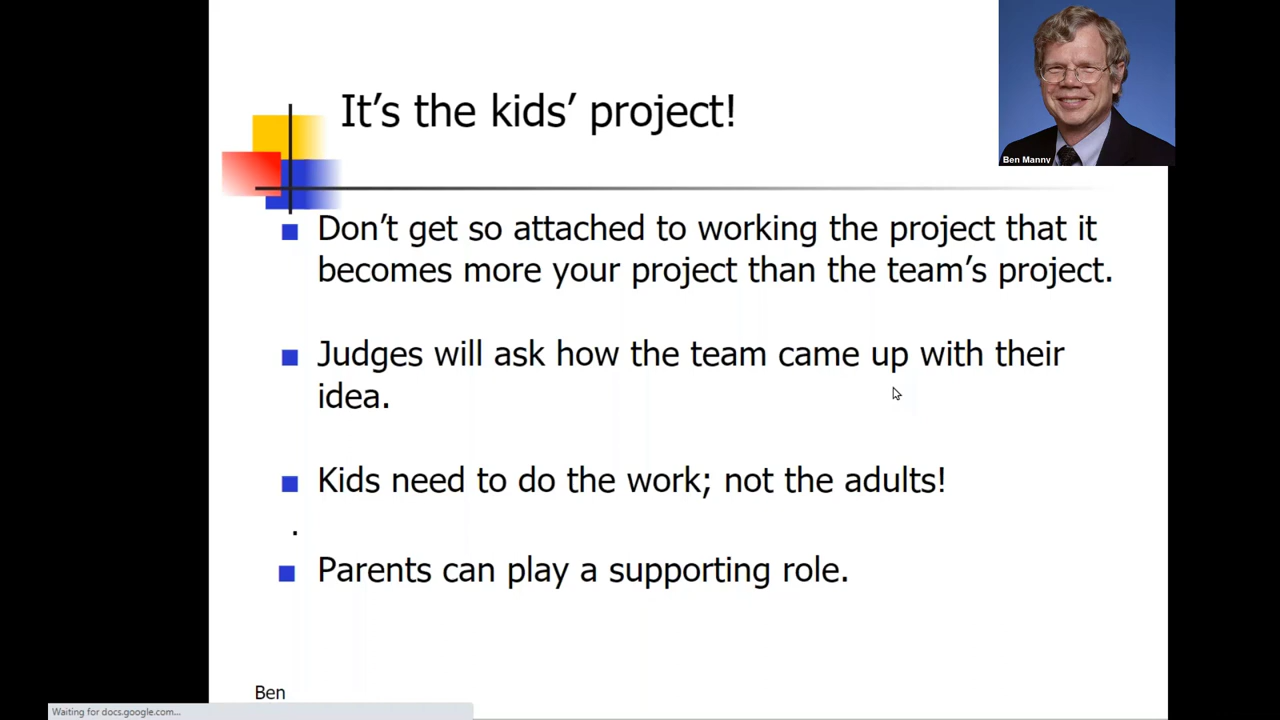 It's the kids' project!
Ben Manny
Don't get so attached to working the project that it
becomes more your project than the team's project.
Judges will ask how the team came up with their
idea.
Kids need to do the work; not the adults!
.
Parents can play a supporting role.
Ben
Waiting for docs.google.com...